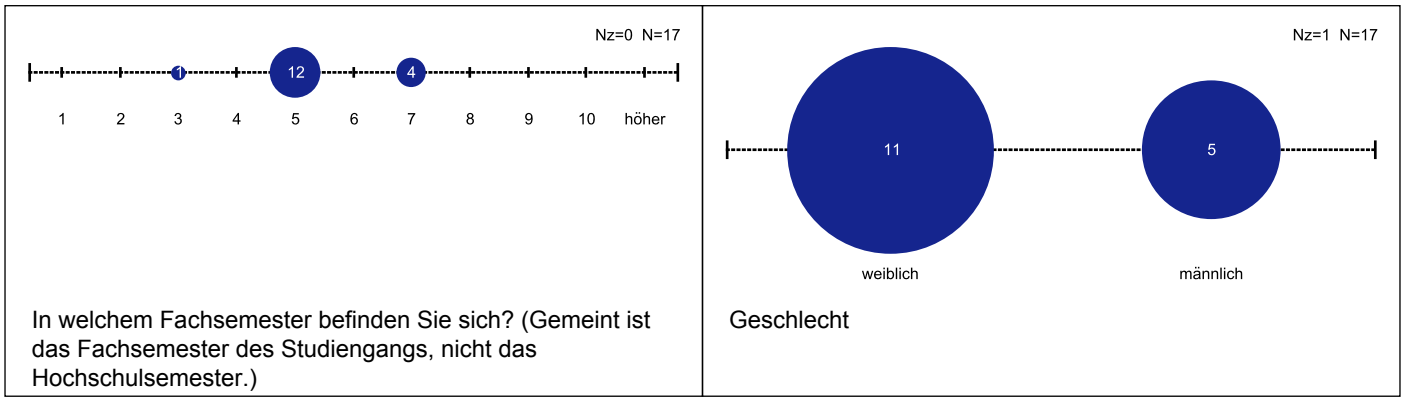 Nz=0 N=17
1 12 4
1 2 3 4 5 6 7 8 9 10 höher
In welchem Fachsemester befinden Sie sich? (Gemeint ist
das Fachsemester des Studiengangs, nicht das
Hochschulsemester.)
Nz=1 N=17
11 5
weiblich männlich
Geschlecht